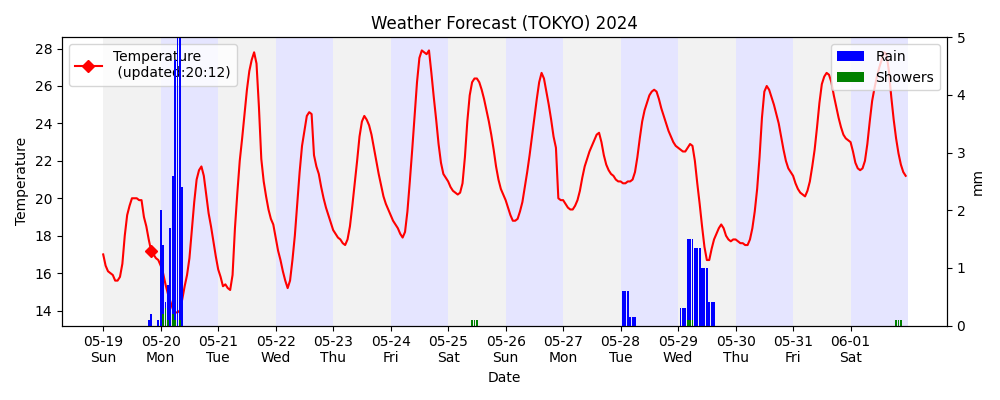 Weather Forecast (TOKYO) 2024
Temperature
(updated:20:12)
Rain
Showers
Temperature
28
26
24
22
20
18
16
14
5
4
3
2
1
0
mm
05-19 05-20 05-21 05-22 05-23 05-24 05-25 05-26 05-27 05-28 05-29 05-30 05-31 06-01
Sun Mon Tue Wed Thu Fri Sat Sun Mon Tue Wed Thu Fri Sat
Date